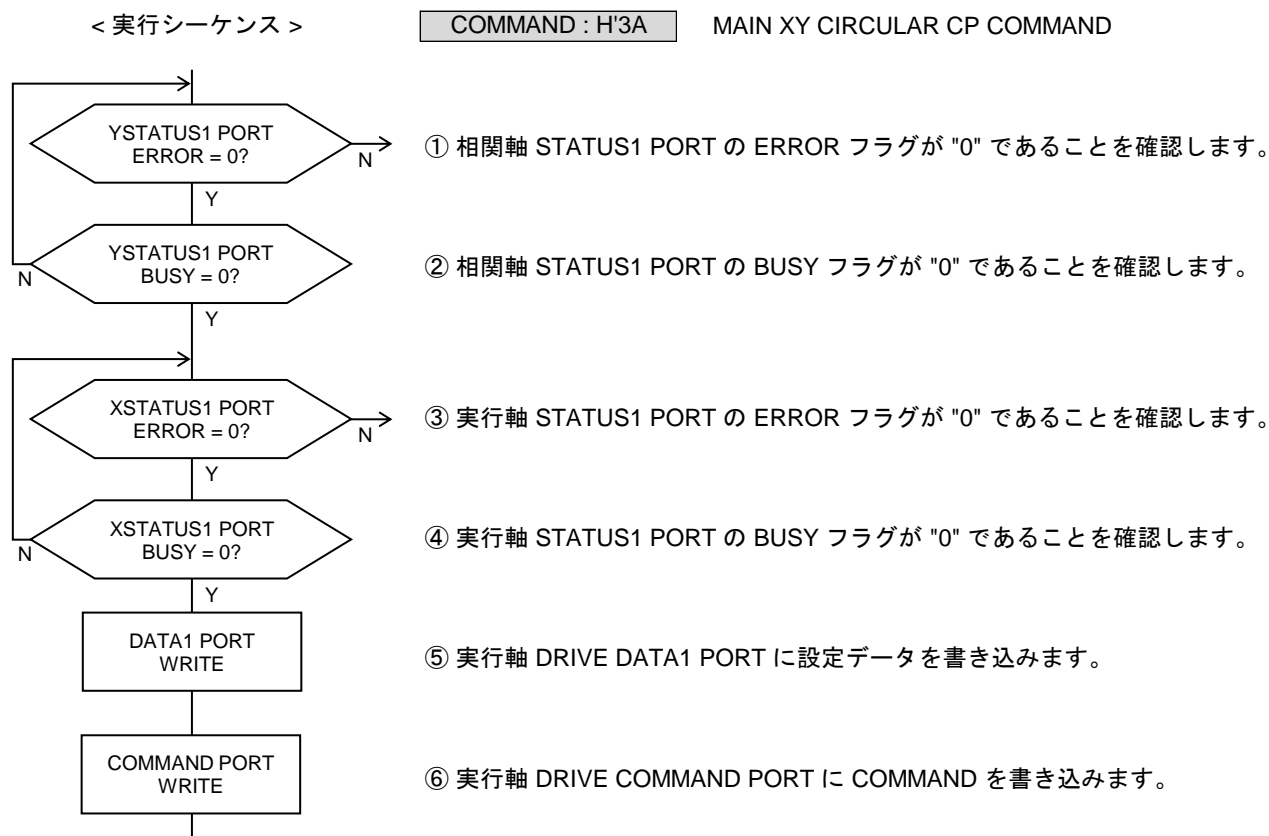 < 実行シーケンス >
COMMAND : H'3A
MAIN XY CIRCULAR CP COMMAND
YSTATUS1 PORT
ERROR = 0?
N
① 相関軸 STATUS1 PORT の ERROR フラグが "0" であることを確認します。
Y
YSTATUS1 PORT
BUSY = 0?
N
② 相関軸 STATUS1 PORT の BUSY フラグが "0" であることを確認します。
Y
XSTATUS1 PORT
ERROR = 0?
N
③ 実行軸 STATUS1 PORT の ERROR フラグが "0" であることを確認します。
Y
XSTATUS1 PORT
BUSY = 0?
N
④ 実行軸 STATUS1 PORT の BUSY フラグが "0" であることを確認します。
Y
DATA1 PORT
WRITE
⑤ 実行軸 DRIVE DATA1 PORT に設定データを書き込みます。
COMMAND PORT
WRITE
⑥ 実行軸 DRIVE COMMAND PORT に COMMAND を書き込みます。